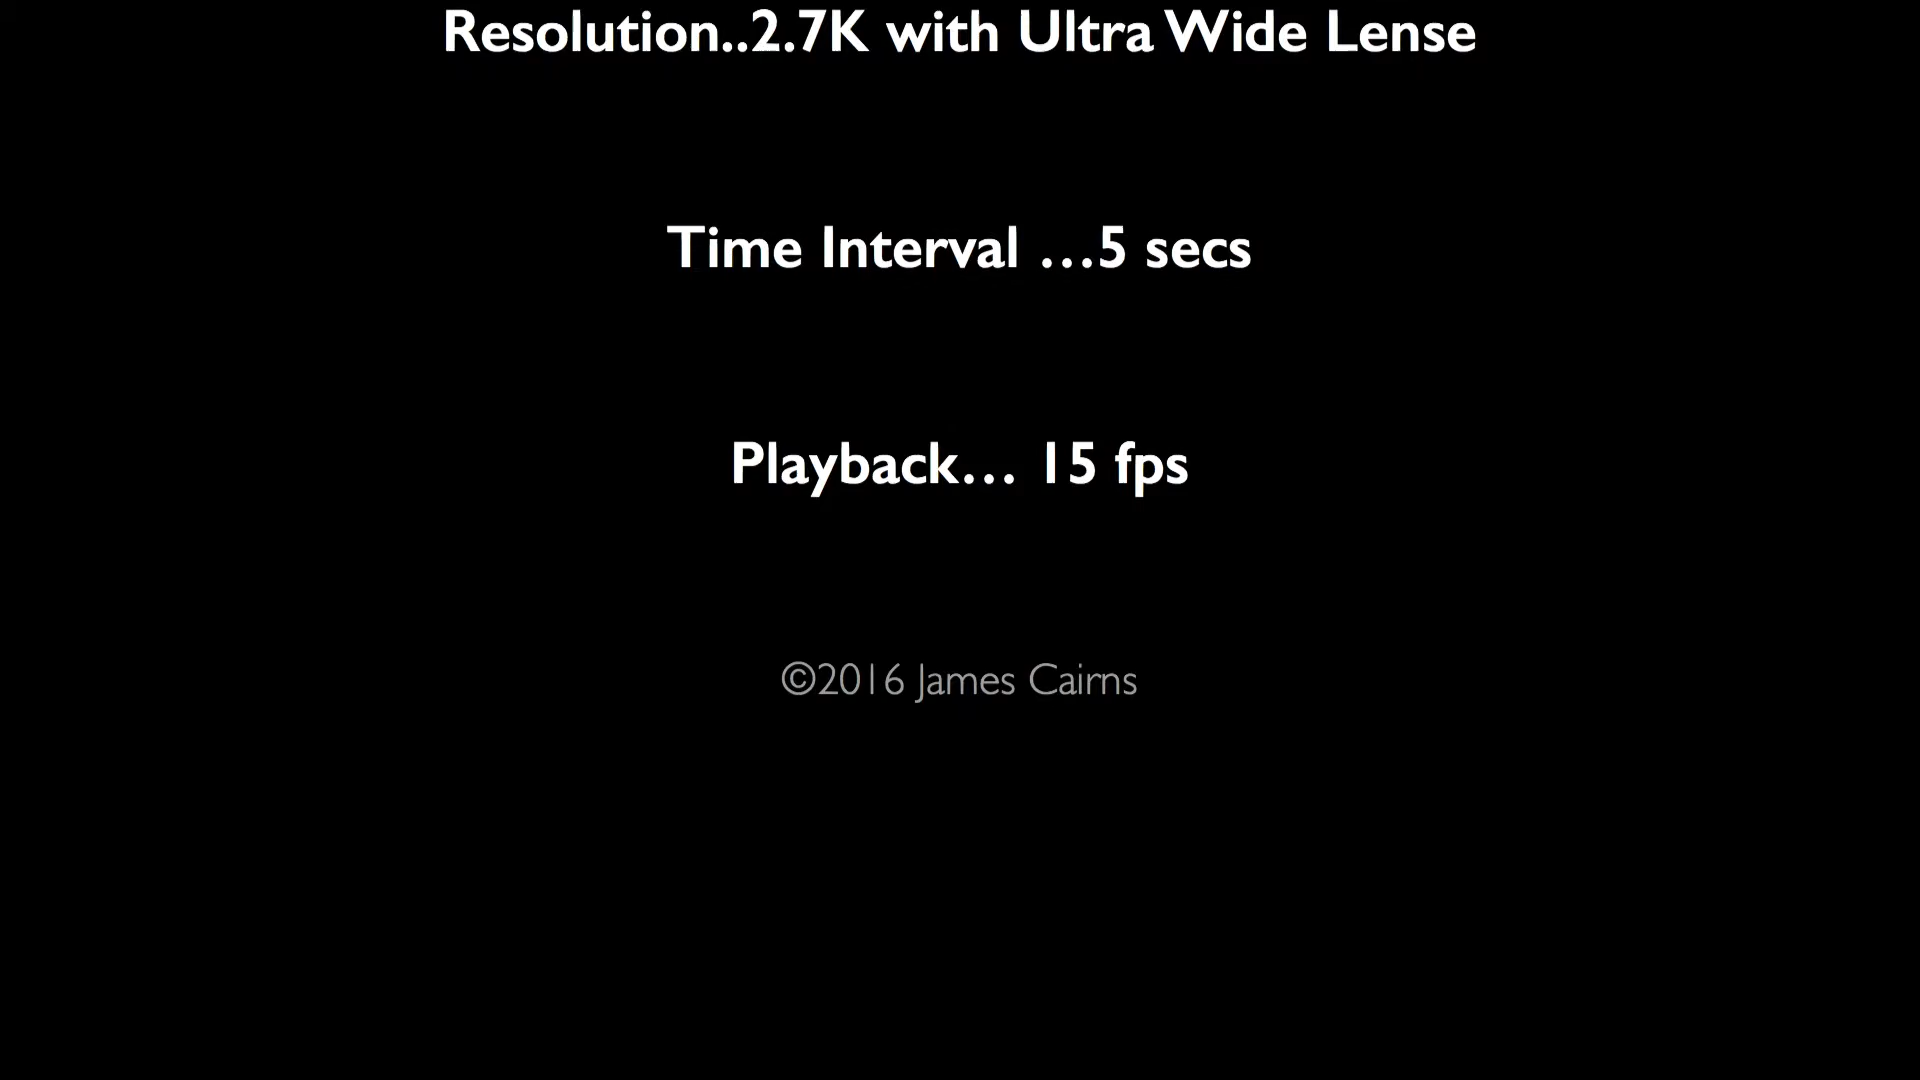 Resolution..2.7K with Ultra Wide Lense
Time Interval …5 secs
Playback… 15 fps
©2016 James Cairns